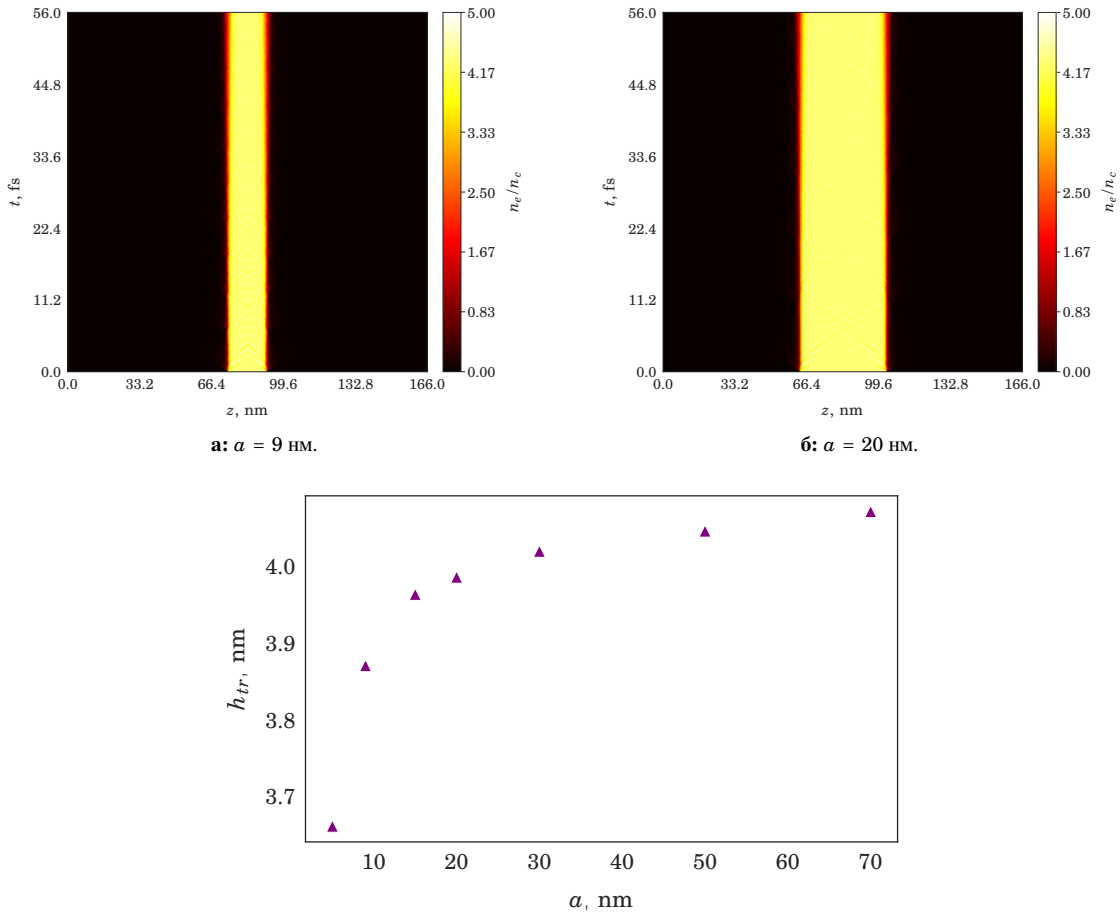 56.0
44.8
33.6
22.4
11.2
0.0
t, fs
0.0 33.2 66.4 99.6 132.8 166.0
z, nm
5.00
4.17
3.33
2.50
1.67
0.83
0.00
n_e/n_c
а: a = 9 нм.
56.0
44.8
33.6
22.4
11.2
0.0
t, fs
0.0 33.2 66.4 99.6 132.8 166.0
z, nm
5.00
4.17
3.33
2.50
1.67
0.83
0.00
n_e/n_c
б: a = 20 нм.
4.0
3.9
3.8
3.7
h_tr, nm
10 20 30 40 50 60 70
a, nm